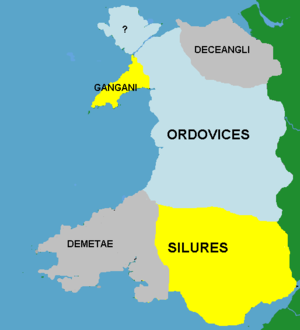 ?
DECEANGLI
GANGANI
ORDOVICES
DEMETAE
SILURES